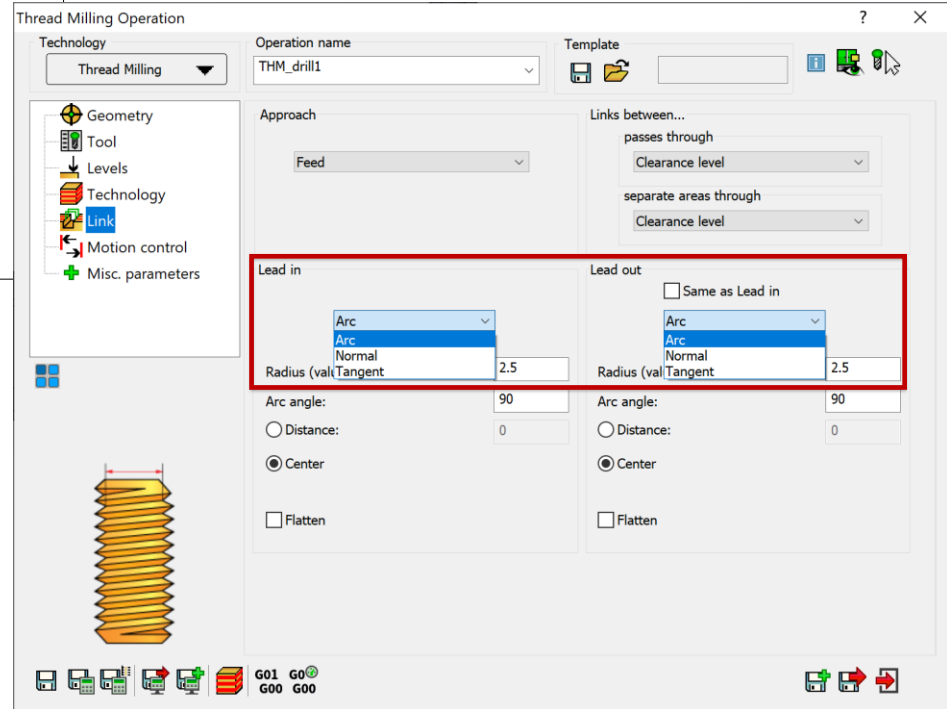 Thread Milling Operation
? ×
Technology
Thread Milling
Operation name
THM_drill1
Template
Geometry
Tool
Levels
Technology
Link
Motion control
Misc. parameters
Approach
Feed
Links between...
passes through
Clearance level
separate areas through
Clearance level
Lead in
Arc
Arc
Normal
Tangent
Radius (val
2.5
Arc angle:
90
Distance:
0
Center
Flatten
Lead out
Same as Lead in
Arc
Arc
Normal
Tangent
Radius (val
2.5
Arc angle:
90
Distance:
0
Center
Flatten
G01 G0
G00 G00